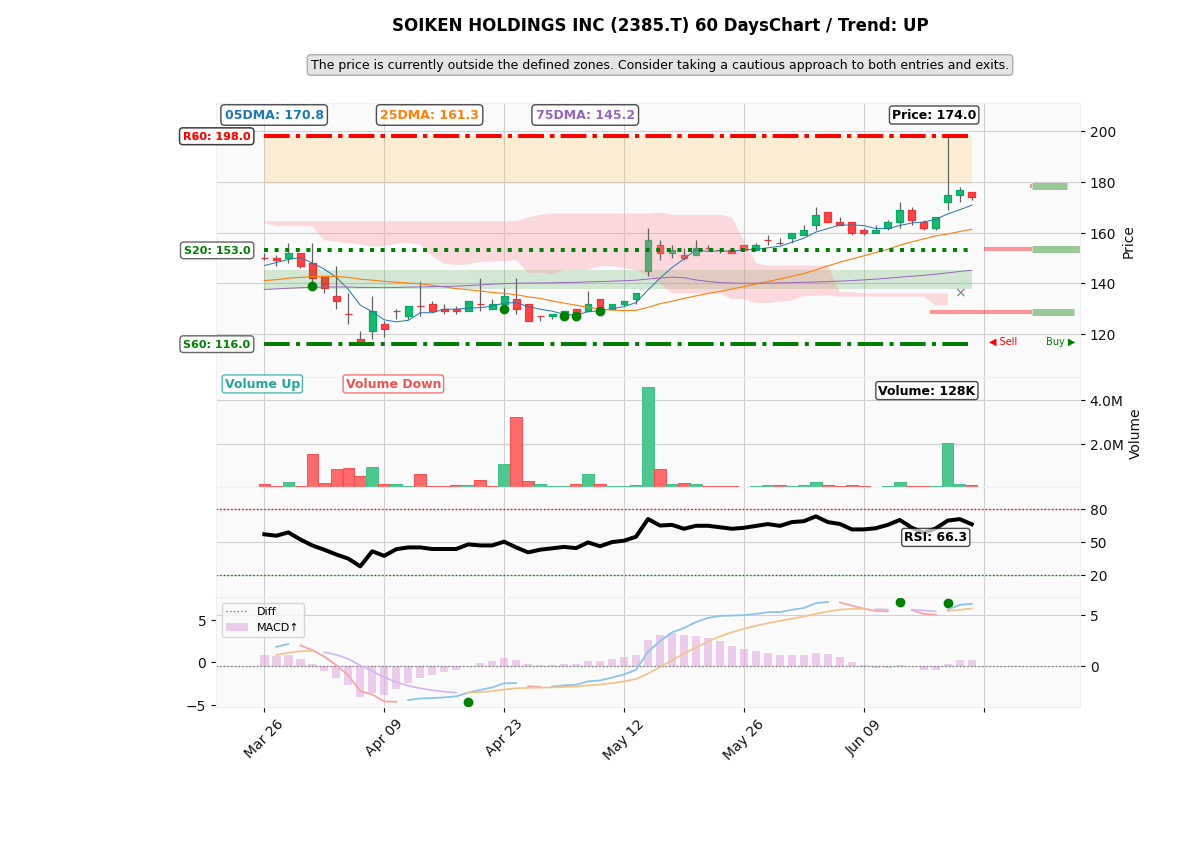 SOIKEN HOLDINGS INC (2385.T) 60 DaysChart / Trend: UP
The price is currently outside the defined zones. Consider taking a cautious approach to both entries and exits.
05DMA: 170.8
25DMA: 161.3
75DMA: 145.2
Price: 174.0
R60: 198.0
S20: 153.0
S60: 116.0
200
180
160
140
120
Price
◀ Sell
Buy ▶
Volume Up
Volume Down
Volume: 128K
4.0M
2.0M
Volume
80
50
20
RSI: 66.3
Diff
MACD↑
5
0
−5
5
0
Mar 26
Apr 09
Apr 23
May 12
May 26
Jun 09